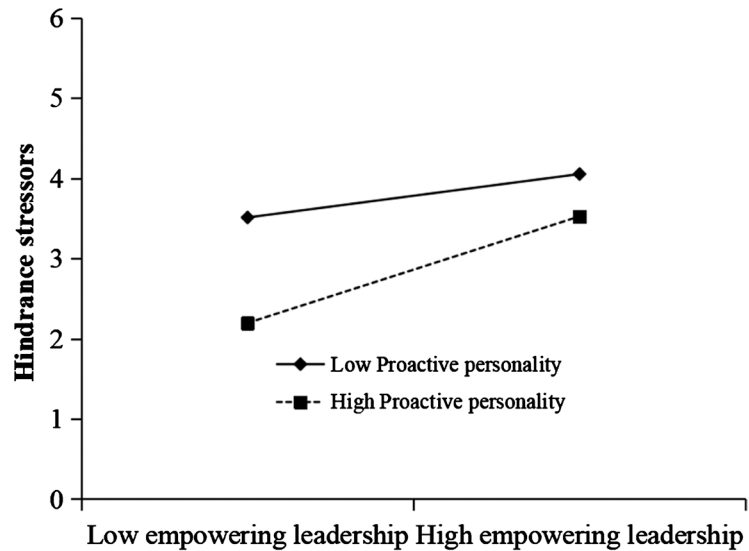 6
5
4
3
2
1
0
Hindrance stressors
Low Proactive personality
High Proactive personality
Low empowering leadership High empowering leadership